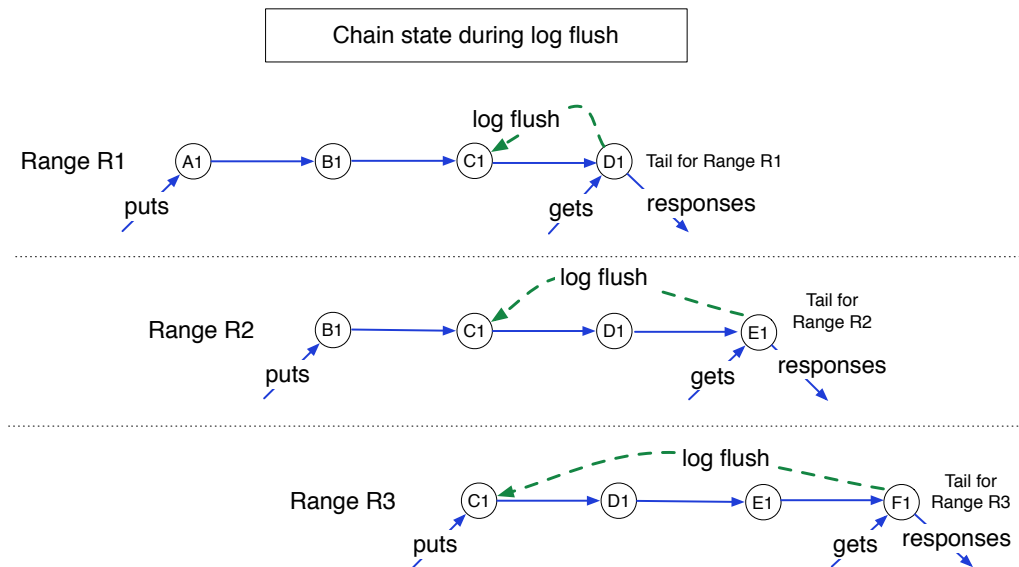 Chain state during log flush
log flush
Range R1
A1
B1
C1
D1
Tail for Range R1
puts
gets
responses
log flush
Range R2
B1
C1
D1
E1
Tail for
Range R2
puts
gets
responses
log flush
Range R3
C1
D1
E1
F1
Tail for
Range R3
puts
gets
responses